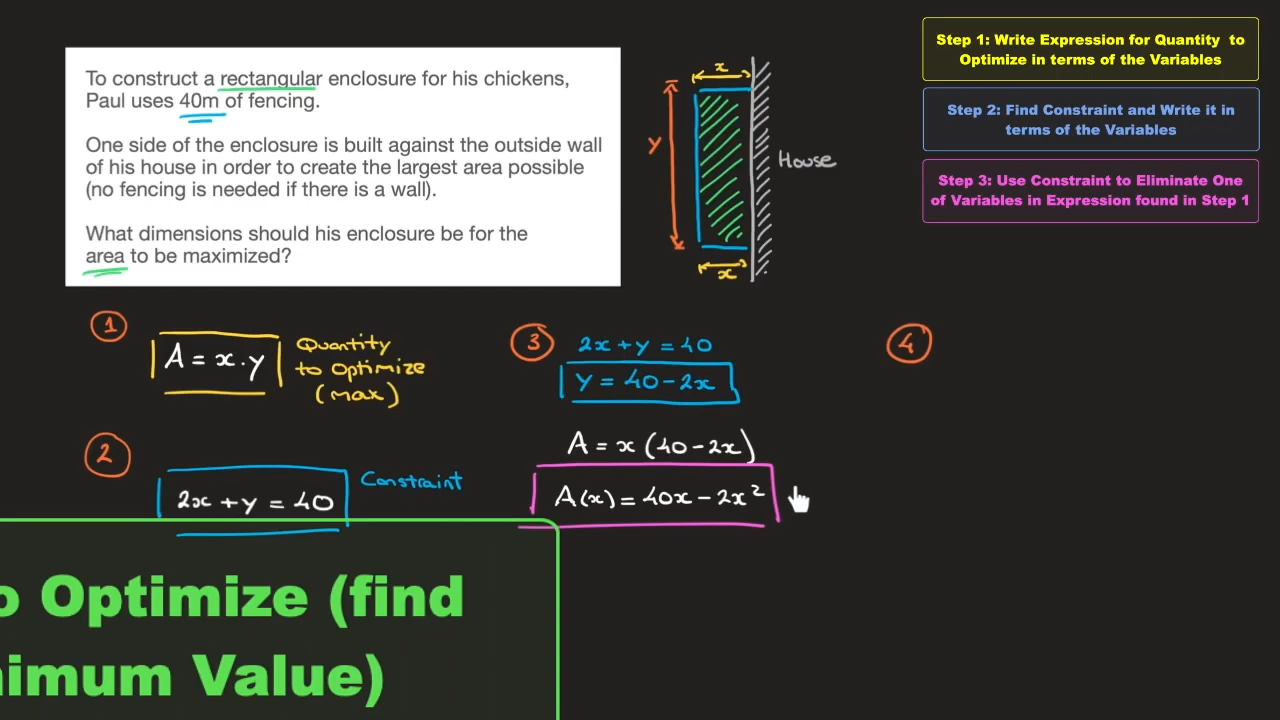 To construct a rectangular enclosure for his chickens,
Paul uses 40m of fencing.
One side of the enclosure is built against the outside wall
of his house in order to create the largest area possible
(no fencing is needed if there is a wall).
What dimensions should his enclosure be for the
area to be maximized?
x
Y
House
x
Step 1: Write Expression for Quantity to
Optimize in terms of the Variables
Step 2: Find Constraint and Write it in
terms of the Variables
Step 3: Use Constraint to Eliminate One
of Variables in Expression found in Step 1
1
A = x·y
Quantity
to Optimize
(max)
2
2x + y = 40
Constraint
3
2x + y = 40
Y = 40 - 2x
A = x (40 - 2x)
A(x) = 40x - 2x²
4
o Optimize (find
nimum Value)